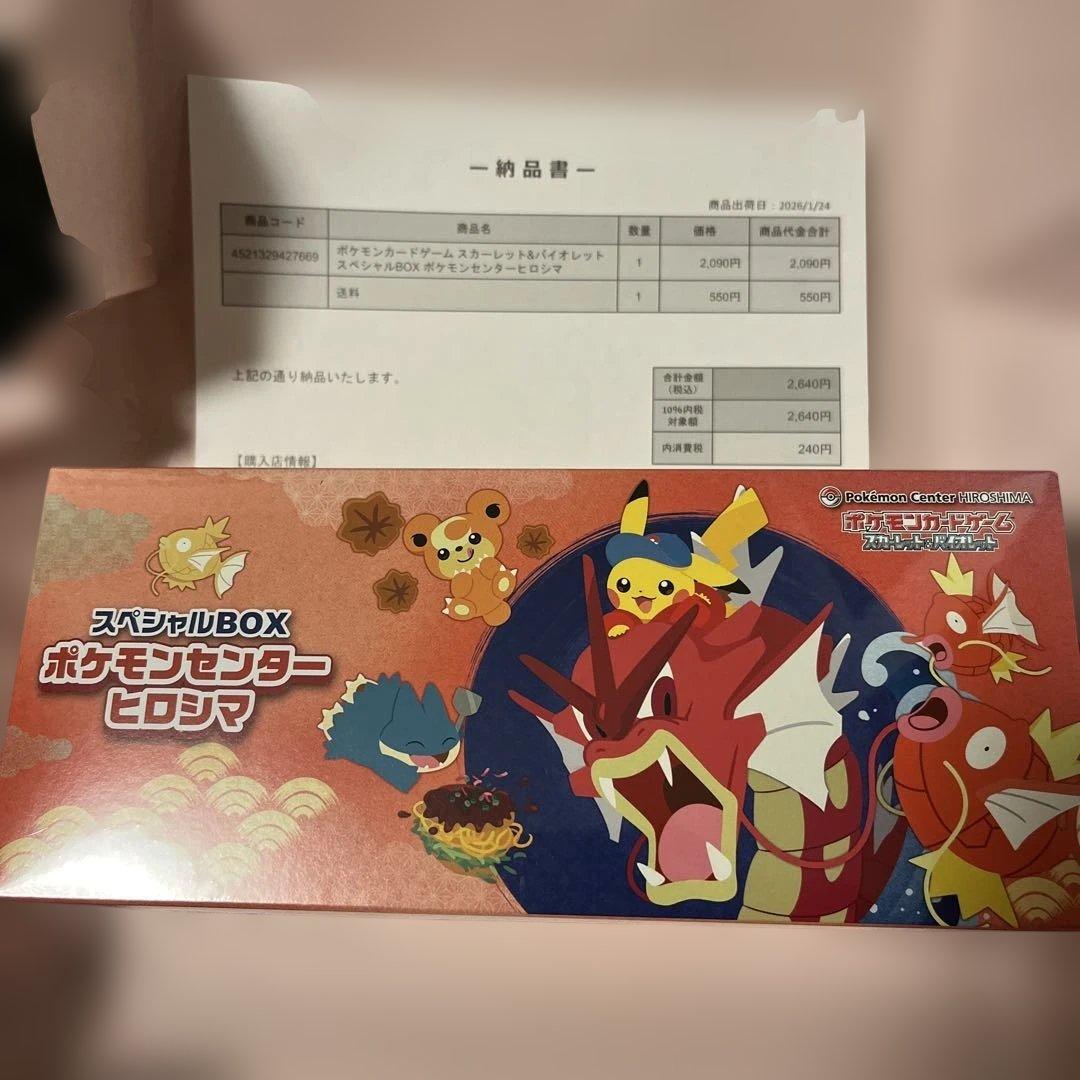 ー納品書ー
商品出荷日：2026/1/24
商品コード 商品名 数量 価格 商品代金合計
4521329427669 ポケモンカードゲーム スカーレット&バイオレット
スペシャルBOX ポケモンセンターヒロシマ 1 2,090円 2,090円
送料 1 550円 550円
上記の通り納品いたします。
合計金額
（税込） 2,640円
10%内税
対象額 2,640円
内消費税 240円
【購入店情報】
Pokémon Center HIROSHIMA
ポケモンカードゲーム
スカーレット&バイオレット
スペシャルBOX
ポケモンセンター
ヒロシマ